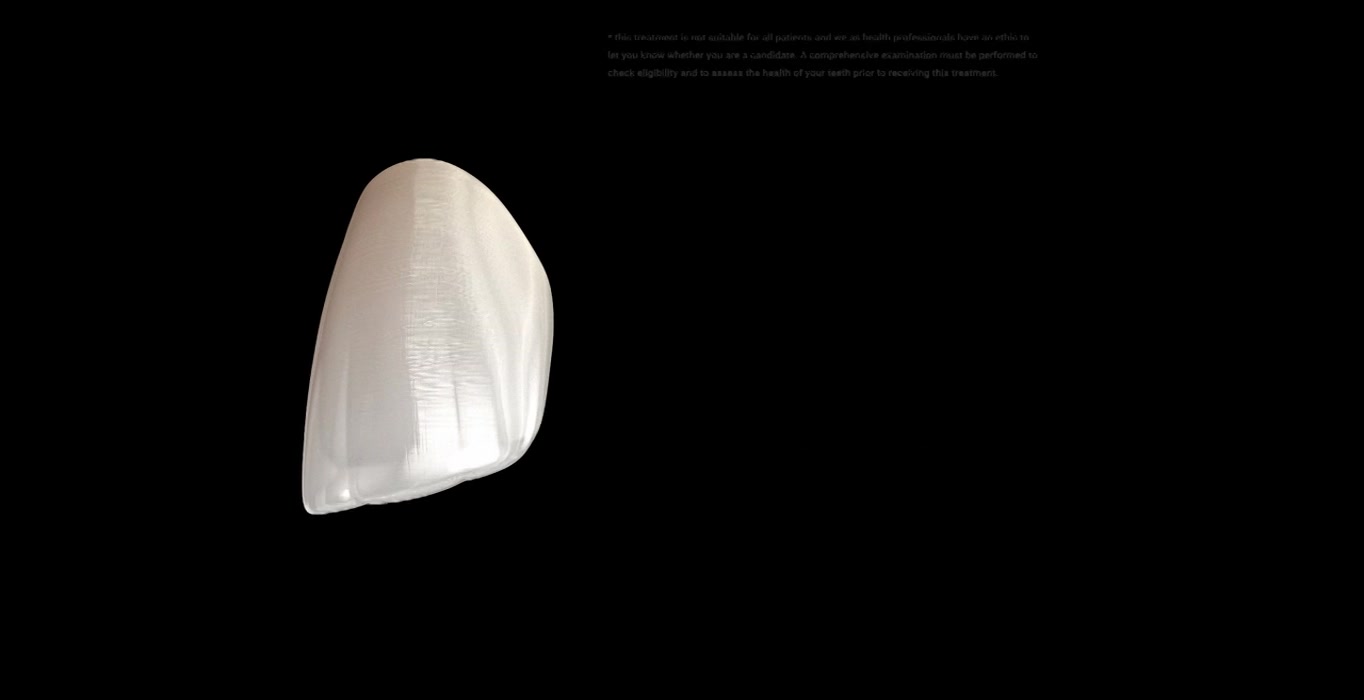 * this treatment is not suitable for all patients and we as health professionals have an ethic to
let you know whether you are a candidate. A comprehensive examination must be performed to
check eligibility and to assess the health of your teeth prior to receiving this treatment.